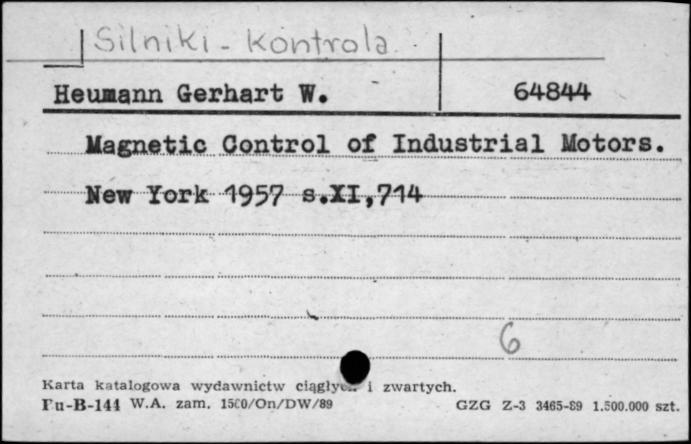 Silniki - kontrola
Heumann Gerhart W. 64844
Magnetic Control of Industrial Motors.
New York 1957 s.XI,714
6
Karta katalogowa wydawnictw ciągłych i zwartych.
Pu-B-144 W.A. zam. 1500/On/DW/89 GZG Z-3 3465-89 1.500.000 szt.